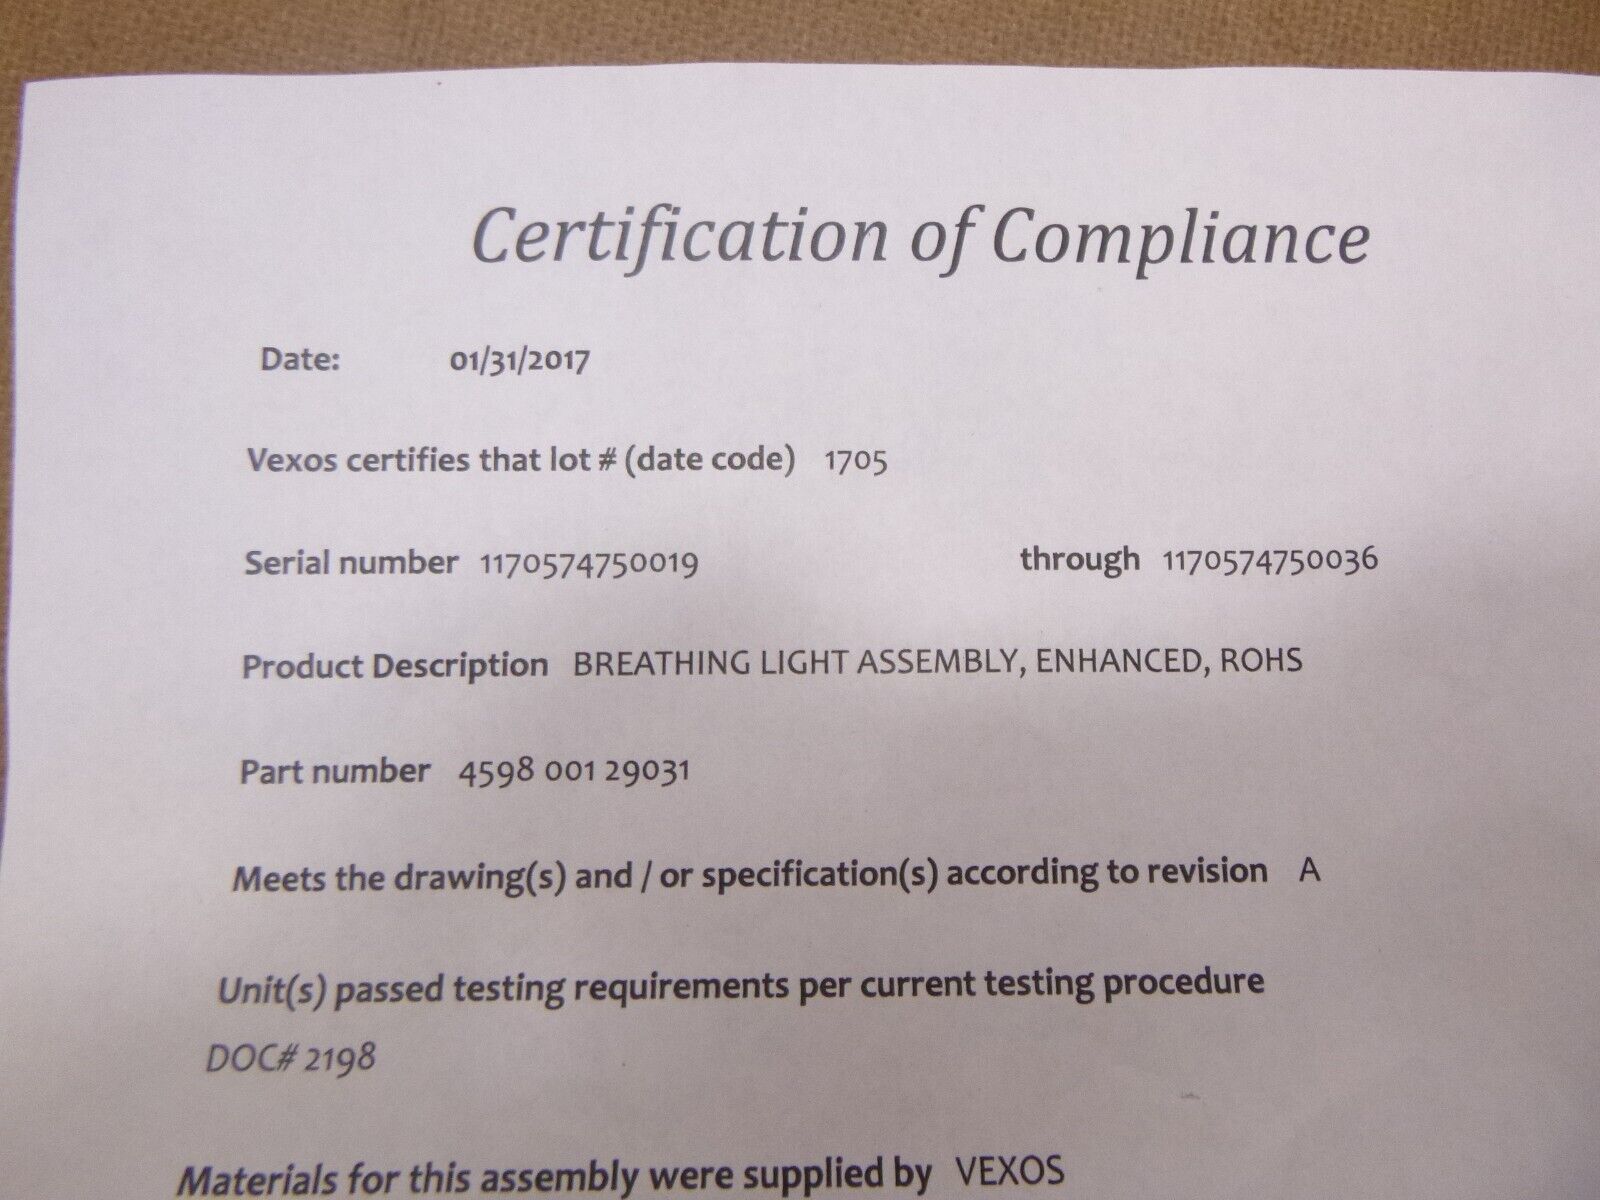 Certification of Compliance
Date: 01/31/2017
Vexos certifies that lot # (date code) 1705
Serial number 1170574750019 through 1170574750036
Product Description BREATHING LIGHT ASSEMBLY, ENHANCED, ROHS
Part number 4598 001 29031
Meets the drawing(s) and / or specification(s) according to revision A
Unit(s) passed testing requirements per current testing procedure
DOC# 2198
Materials for this assembly were supplied by VEXOS